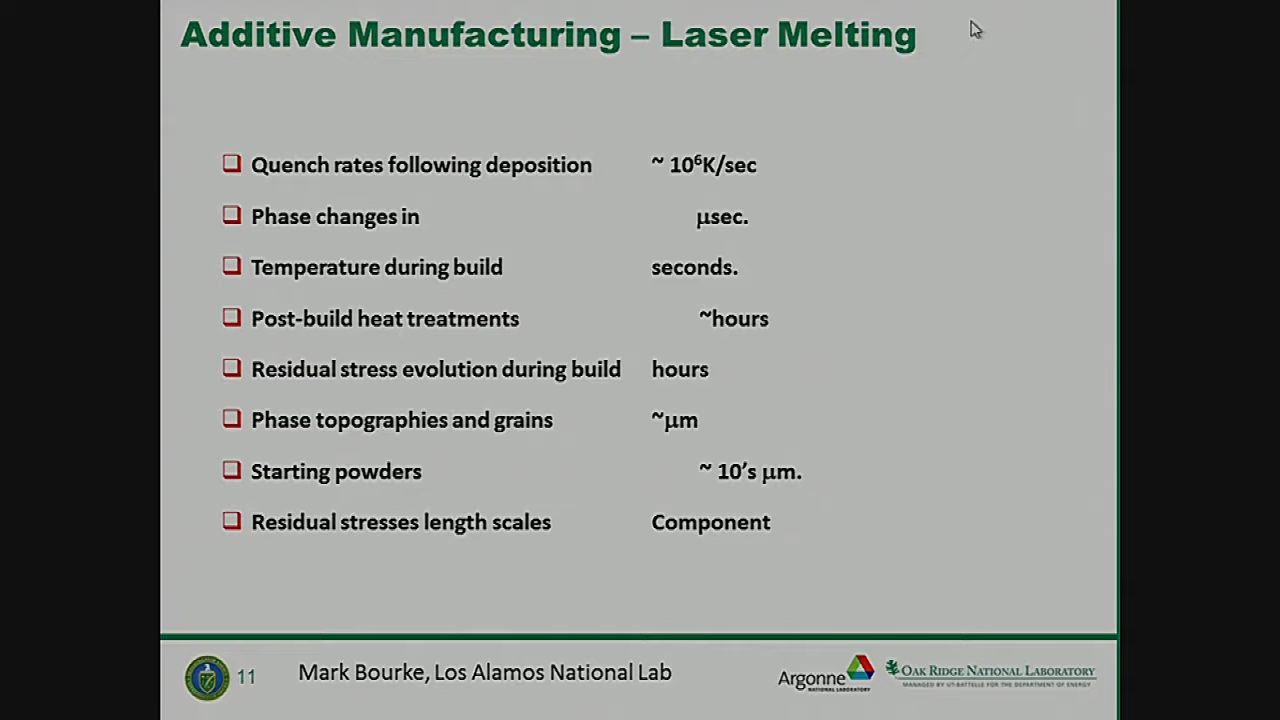 Additive Manufacturing – Laser Melting
Quench rates following deposition ~ 10⁶K/sec
Phase changes in μsec.
Temperature during build seconds.
Post-build heat treatments ~hours
Residual stress evolution during build hours
Phase topographies and grains ~μm
Starting powders ~ 10’s μm.
Residual stresses length scales Component
11 Mark Bourke, Los Alamos National Lab
Argonne
NATIONAL LABORATORY
OAK RIDGE NATIONAL LABORATORY
MANAGED BY UT-BATTELLE FOR THE DEPARTMENT OF ENERGY